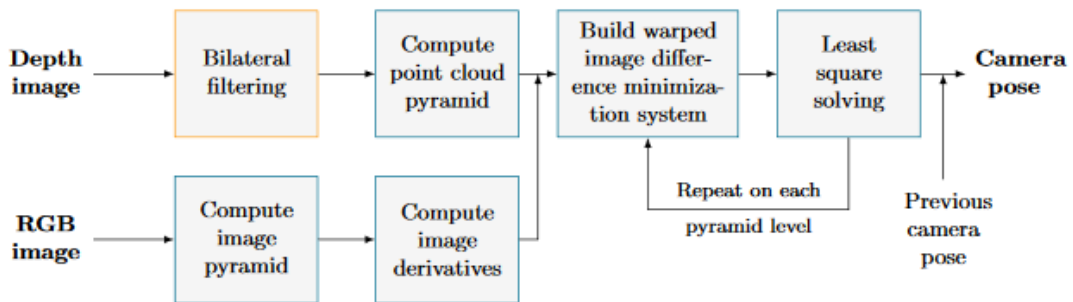 Depth
image
Bilateral
filtering
Compute
point cloud
pyramid
Build warped
image differ-
ence minimiza-
tion system
Least
square
solving
Camera
pose
RGB
image
Compute
image
pyramid
Compute
image
derivatives
Repeat on each
pyramid level
Previous
camera
pose